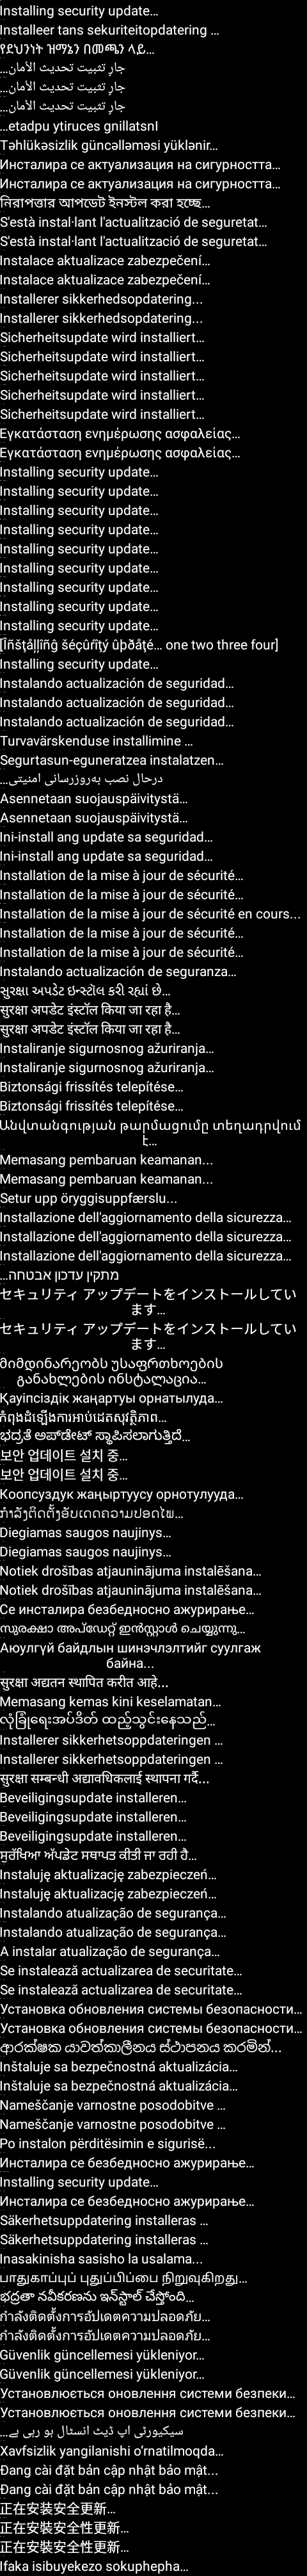 Installing security update…
Installeer tans sekuriteitopdatering …
የደህንነት ዝማኔን በመጫን ላይ…
جارٍ تثبيت تحديث الأمان…
جارٍ تثبيت تحديث الأمان…
جارٍ تثبيت تحديث الأمان…
…etadpu ytiruces gnillatsnI
Təhlükəsizlik güncəlləməsi yüklənir…
Инсталира се актуализация на сигурността…
Инсталира се актуализация на сигурността…
নিরাপত্তার আপডেট ইনস্টল করা হচ্ছে…
S'està instal·lant l'actualització de seguretat…
S'està instal·lant l'actualització de seguretat…
Instalace aktualizace zabezpečení…
Instalace aktualizace zabezpečení…
Installerer sikkerhedsopdatering…
Installerer sikkerhedsopdatering…
Sicherheitsupdate wird installiert…
Sicherheitsupdate wird installiert…
Sicherheitsupdate wird installiert…
Sicherheitsupdate wird installiert…
Sicherheitsupdate wird installiert…
Εγκατάσταση ενημέρωσης ασφαλείας…
Εγκατάσταση ενημέρωσης ασφαλείας…
Installing security update…
Installing security update…
Installing security update…
Installing security update…
Installing security update…
Installing security update…
Installing security update…
Installing security update…
Installing security update…
[Îñšţåļļîñĝ šéçûŕîţý ûþðåţé… one two three four]
Installing security update…
Instalando actualización de seguridad…
Instalando actualización de seguridad…
Instalando actualización de seguridad…
Turvavärskenduse installimine …
Segurtasun-eguneratzea instalatzen…
درحال نصب به‌روزرسانی امنیتی…
Asennetaan suojauspäivitystä…
Asennetaan suojauspäivitystä…
Ini-install ang update sa seguridad…
Ini-install ang update sa seguridad…
Installation de la mise à jour de sécurité…
Installation de la mise à jour de sécurité…
Installation de la mise à jour de sécurité en cours…
Installation de la mise à jour de sécurité…
Installation de la mise à jour de sécurité…
Instalando actualización de seguranza…
સુરક્ષા અપડેટ ઇન્સ્ટૉલ કરી રહ્યાં છે…
सुरक्षा अपडेट इंस्टॉल किया जा रहा है…
सुरक्षा अपडेट इंस्टॉल किया जा रहा है…
Instaliranje sigurnosnog ažuriranja…
Instaliranje sigurnosnog ažuriranja…
Biztonsági frissítés telepítése…
Biztonsági frissítés telepítése…
Անվտանգության թարմացումը տեղադրվում
է…
Memasang pembaruan keamanan…
Memasang pembaruan keamanan…
Setur upp öryggisuppfærslu…
Installazione dell'aggiornamento della sicurezza…
Installazione dell'aggiornamento della sicurezza…
Installazione dell'aggiornamento della sicurezza…
מתקין עדכון אבטחה…
セキュリティ アップデートをインストールしてい
ます…
セキュリティ アップデートをインストールしてい
ます…
მიმდინარეობს უსაფრთხოების
განახლების ინსტალაცია…
Қауіпсіздік жаңартуы орнатылуда…
កំពុងដំឡើងការអាប់ដេតសុវត្ថិភាព…
ಭದ್ರತೆ ಅಪ್‌ಡೇಟ್‌ ಸ್ಥಾಪಿಸಲಾಗುತ್ತಿದೆ…
보안 업데이트 설치 중…
보안 업데이트 설치 중…
Коопсуздук жаңыртуусу орнотулууда…
ກຳລັງຕິດຕັ້ງອັບເດດຄວາມປອດໄພ…
Diegiamas saugos naujinys…
Diegiamas saugos naujinys…
Notiek drošības atjauninājuma instalēšana…
Notiek drošības atjauninājuma instalēšana…
Се инсталира безбедносно ажурирање…
സുരക്ഷാ അപ്ഡേറ്റ് ഇൻസ്റ്റാൾ ചെയ്യുന്നു…
Аюулгүй байдлын шинэчлэлтийг суулгаж
байна…
सुरक्षा अद्यतन स्थापित करीत आहे…
Memasang kemas kini keselamatan…
လုံခြုံရေးအပ်ဒိတ် ထည့်သွင်းနေသည်…
Installerer sikkerhetsoppdateringen …
Installerer sikkerhetsoppdateringen …
सुरक्षा सम्बन्धी अद्यावधिकलाई स्थापना गर्दै…
Beveiligingsupdate installeren…
Beveiligingsupdate installeren…
Beveiligingsupdate installeren…
ਸੁਰੱਖਿਆ ਅੱਪਡੇਟ ਸਥਾਪਤ ਕੀਤੀ ਜਾ ਰਹੀ ਹੈ…
Instaluję aktualizację zabezpieczeń…
Instaluję aktualizację zabezpieczeń…
Instalando atualização de segurança…
Instalando atualização de segurança…
A instalar atualização de segurança…
Se instalează actualizarea de securitate…
Se instalează actualizarea de securitate…
Установка обновления системы безопасности…
Установка обновления системы безопасности…
ආරක්ෂක යාවත්කාලීනය ස්ථාපනය කරමින්…
Inštaluje sa bezpečnostná aktualizácia…
Inštaluje sa bezpečnostná aktualizácia…
Nameščanje varnostne posodobitve …
Nameščanje varnostne posodobitve …
Po instalon përditësimin e sigurisë…
Инсталира се безбедносно ажурирање…
Installing security update…
Инсталира се безбедносно ажурирање…
Säkerhetsuppdatering installeras …
Säkerhetsuppdatering installeras …
Inasakinisha sasisho la usalama…
பாதுகாப்புப் புதுப்பிப்பை நிறுவுகிறது…
భద్రతా నవీకరణను ఇన్‌స్టాల్ చేస్తోంది…
กำลังติดตั้งการอัปเดตความปลอดภัย…
กำลังติดตั้งการอัปเดตความปลอดภัย…
Güvenlik güncellemesi yükleniyor…
Güvenlik güncellemesi yükleniyor…
Установлюється оновлення системи безпеки…
Установлюється оновлення системи безпеки…
سیکیورٹی اپ ڈیٹ انسٹال ہو رہی ہے…
Xavfsizlik yangilanishi o‘rnatilmoqda…
Đang cài đặt bản cập nhật bảo mật…
Đang cài đặt bản cập nhật bảo mật…
正在安装安全更新…
正在安裝安全性更新…
正在安裝安全性更新…
Ifaka isibuyekezo sokuphepha…